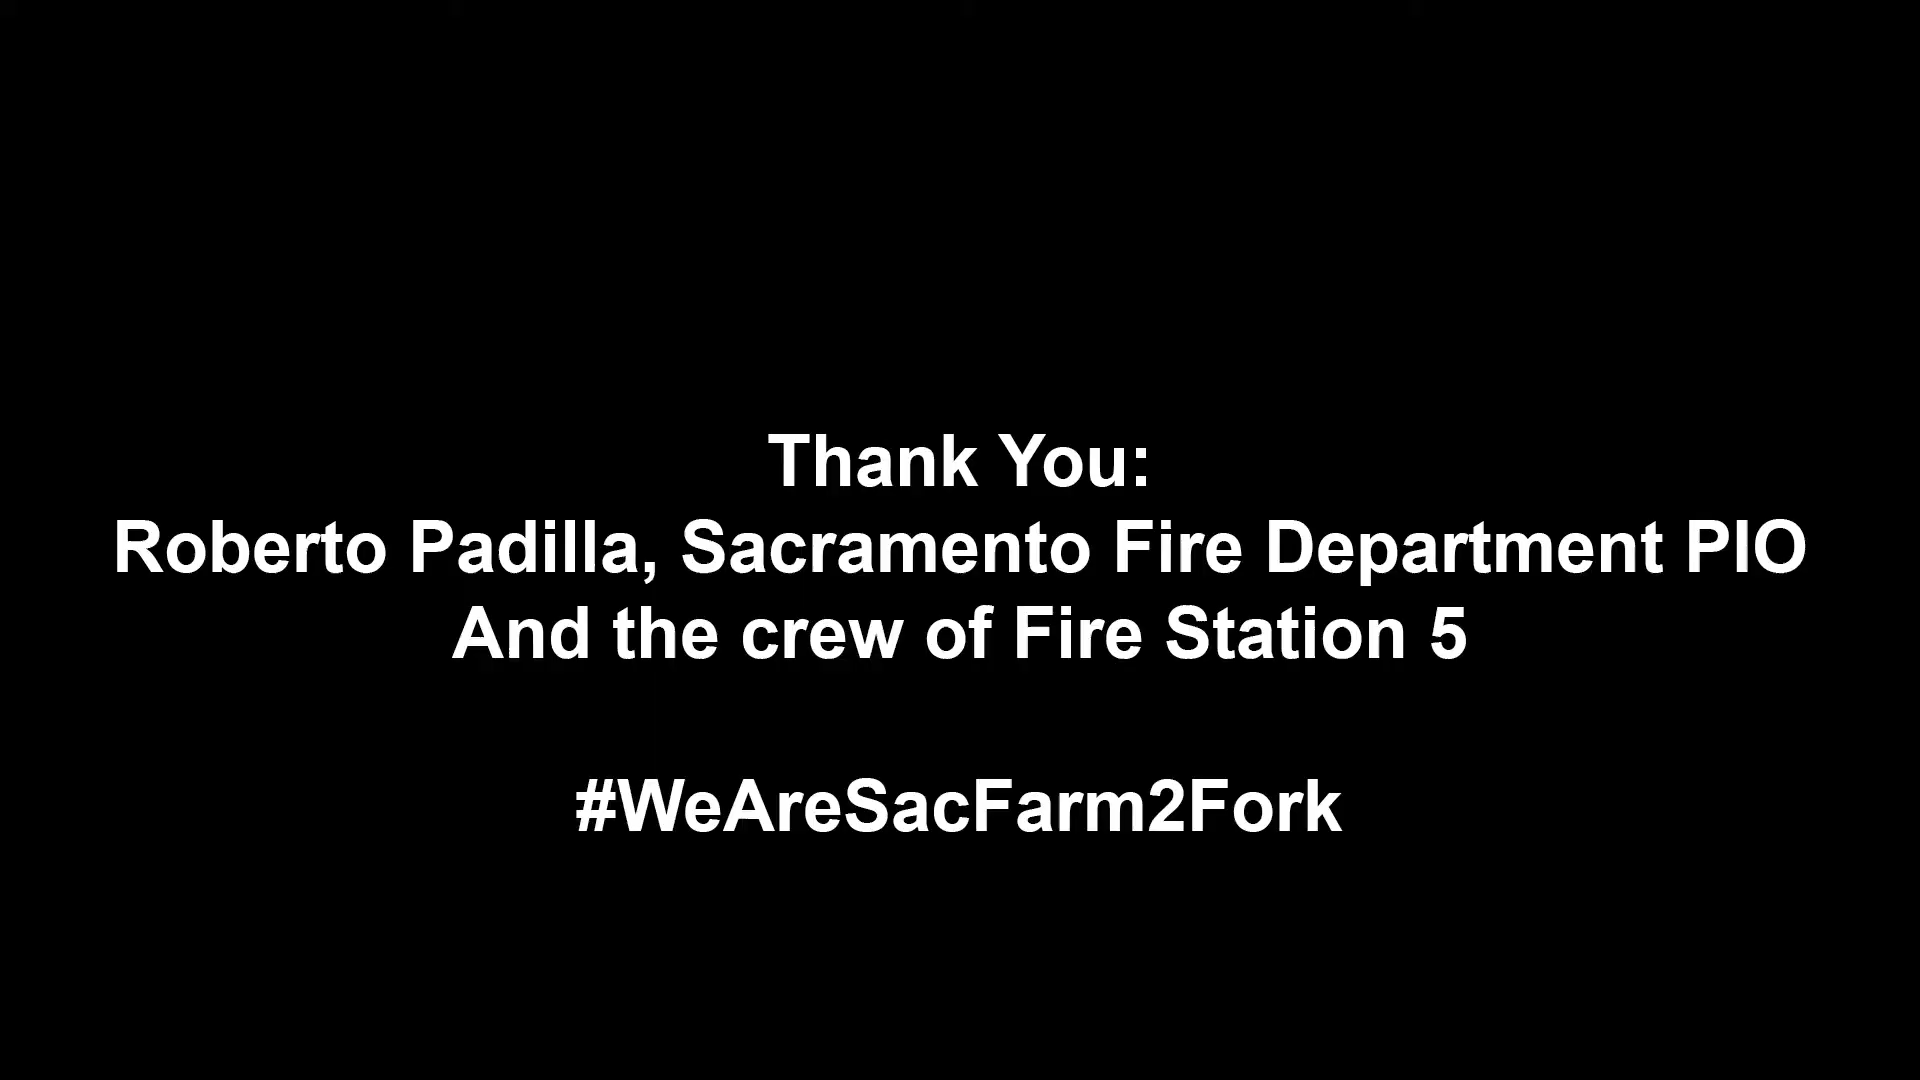 Thank You:
Roberto Padilla, Sacramento Fire Department PIO
And the crew of Fire Station 5
#WeAreSacFarm2Fork